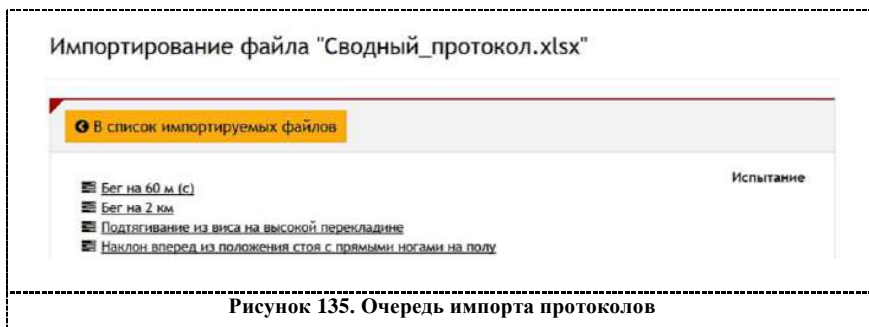 Импортирование файла "Сводный_протокол.xlsx"
В список импортируемых файлов
Испытание
Бег на 60 м (с)
Бег на 2 км
Подтягивание из виса на высокой перекладине
Наклон вперед из положения стоя с прямыми ногами на полу
Рисунок 135. Очередь импорта протоколов